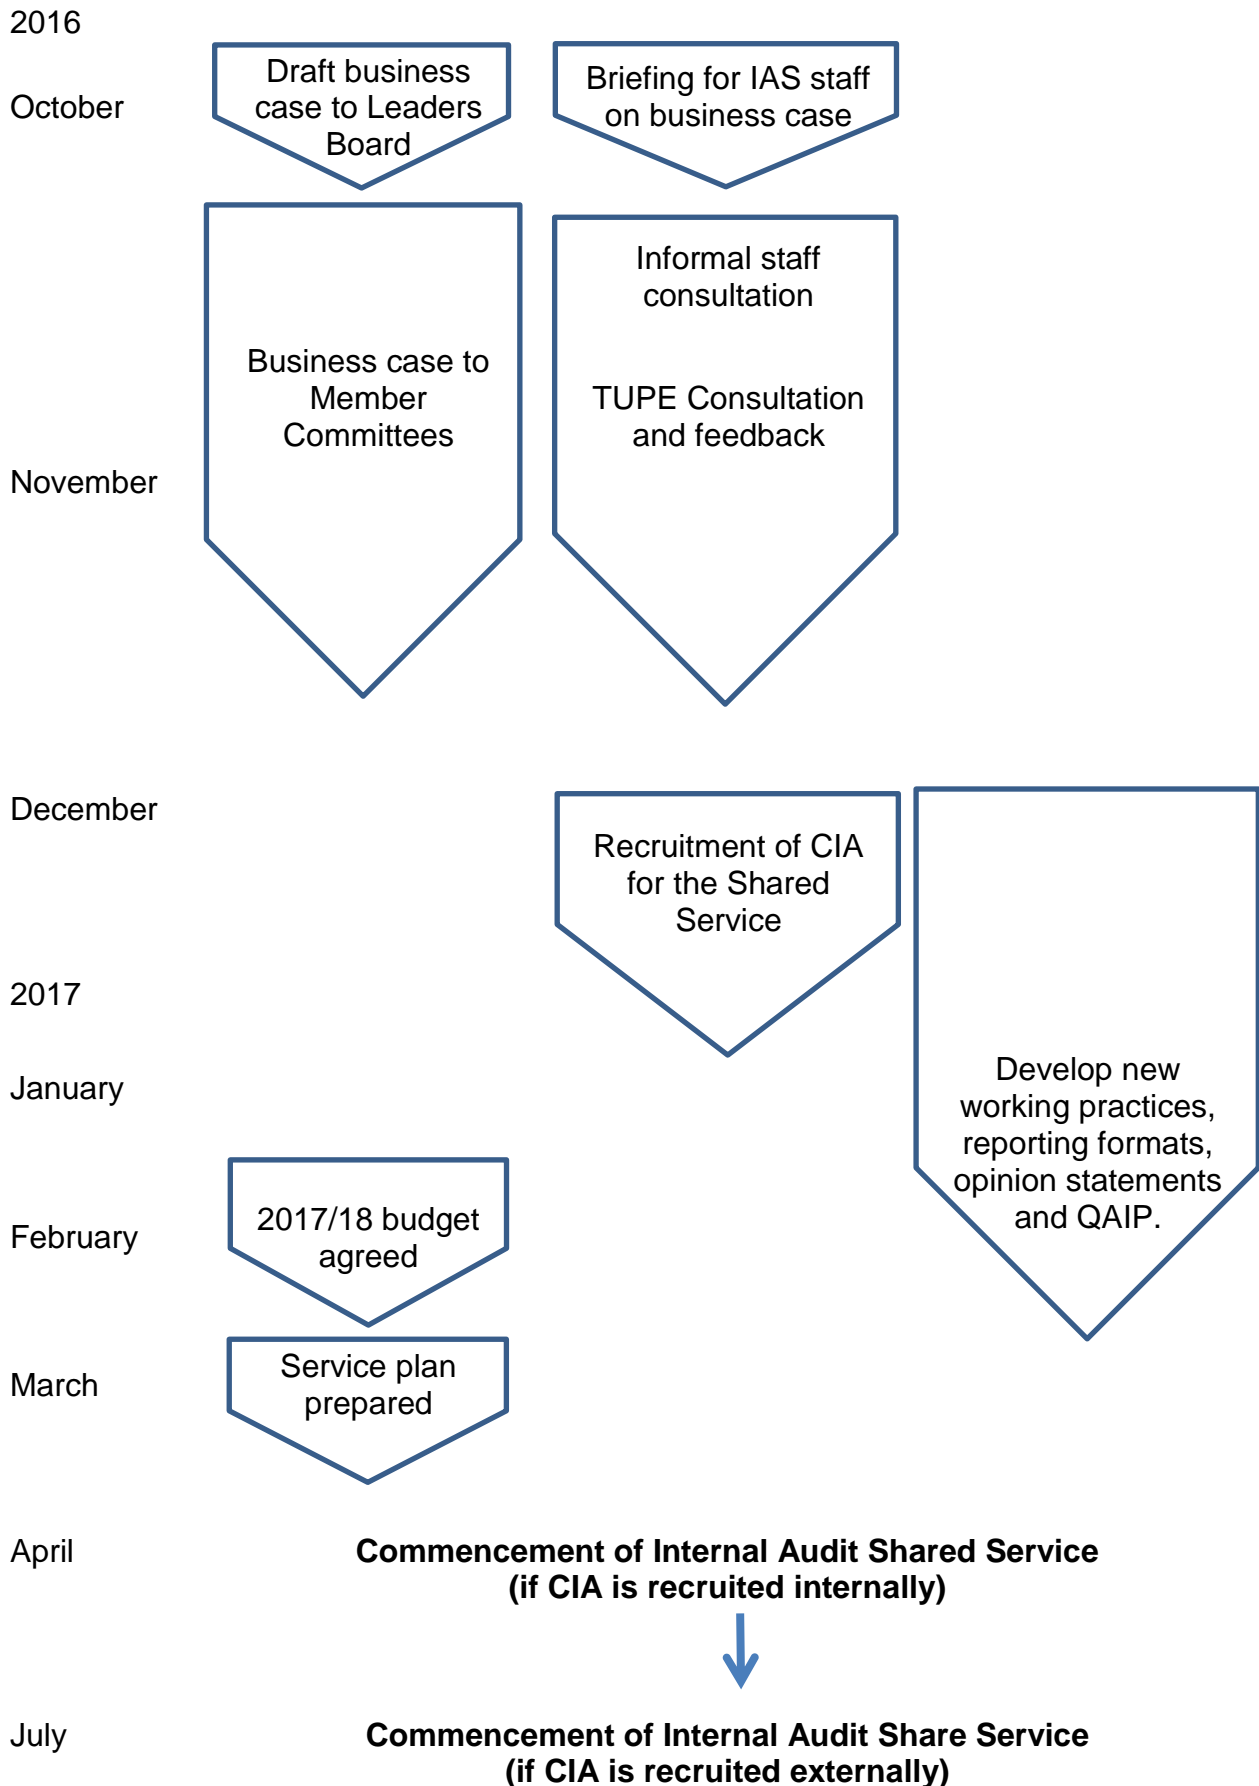 2016
October
Draft business
case to Leaders
Board
Briefing for IAS staff
on business case
Business case to
Member
Committees
Informal staff
consultation
TUPE Consultation
and feedback
November
December
Recruitment of CIA
for the Shared
Service
2017
January
Develop new
working practices,
reporting formats,
opinion statements
and QAIP.
February
2017/18 budget
agreed
March
Service plan
prepared
April
Commencement of Internal Audit Shared Service
(if CIA is recruited internally)
July
Commencement of Internal Audit Share Service
(if CIA is recruited externally)